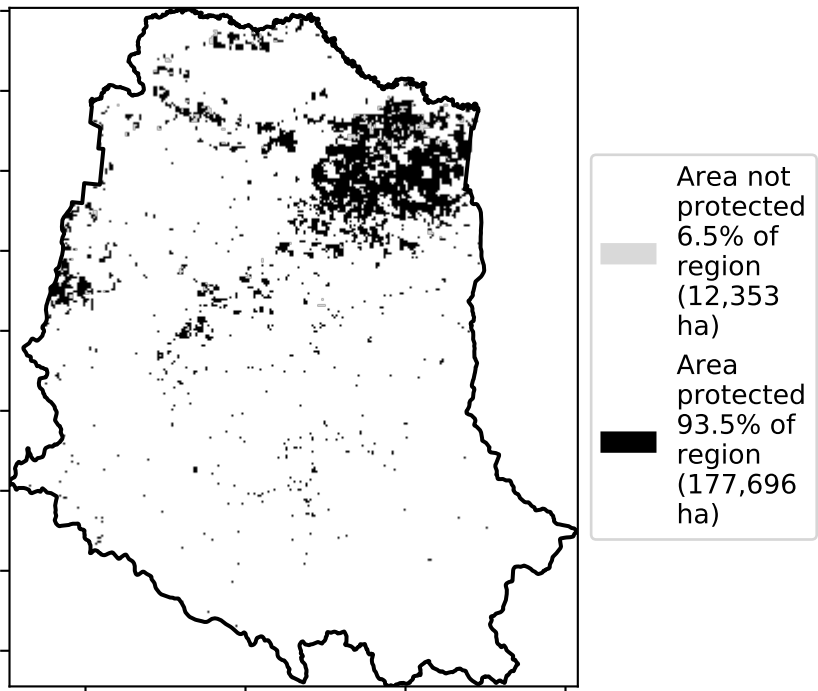 Area not
protected
6.5% of
region
(12,353
ha)
Area
protected
93.5% of
region
(177,696
ha)